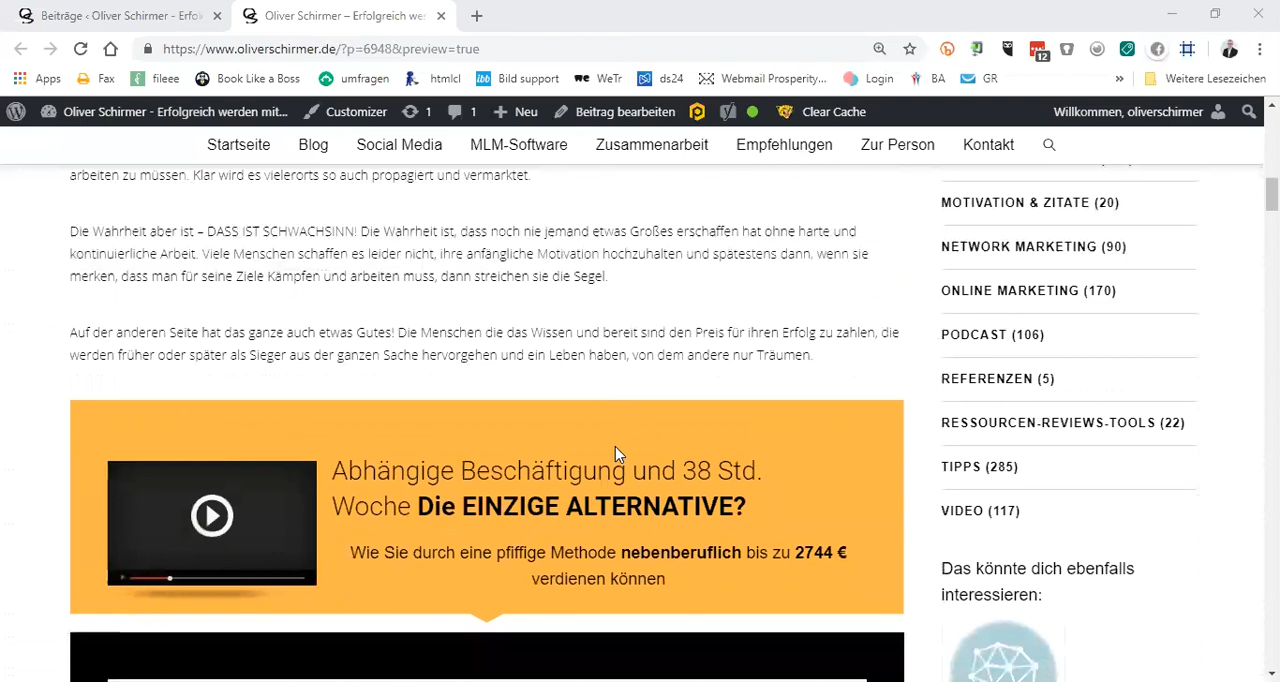 Beiträge ‹ Oliver Schirmer - Erfol
Oliver Schirmer – Erfolgreich we
https://www.oliverschirmer.de/?p=6948&preview=true
12
Apps
Fax
fileee
Book Like a Boss
umfragen
htmlcl
ibb
Bild support
WeTr
ds24
Webmail Prosperity...
Login
BA
GR
»
Weitere Lesezeichen
Oliver Schirmer - Erfolgreich werden mit...
Customizer
1
1
Neu
Beitrag bearbeiten
Clear Cache
Willkommen, oliverschirmer
Startseite
Blog
Social Media
MLM-Software
Zusammenarbeit
Empfehlungen
Zur Person
Kontakt
arbeiten zu müssen. Klar wird es vielerorts so auch propagiert und vermarktet.
Die Wahrheit aber ist – DASS IST SCHWACHSINN! Die Wahrheit ist, dass noch nie jemand etwas Großes erschaffen hat ohne harte und
kontinuierliche Arbeit. Viele Menschen schaffen es leider nicht, ihre anfängliche Motivation hochzuhalten und spätestens dann, wenn sie
merken, dass man für seine Ziele Kämpfen und arbeiten muss, dann streichen sie die Segel.
Auf der anderen Seite hat das ganze auch etwas Gutes! Die Menschen die das Wissen und bereit sind den Preis für ihren Erfolg zu zahlen, die
werden früher oder später als Sieger aus der ganzen Sache hervorgehen und ein Leben haben, von dem andere nur Träumen.
Abhängige Beschäftigung und 38 Std.
Woche Die EINZIGE ALTERNATIVE?
Wie Sie durch eine pfiffige Methode nebenberuflich bis zu 2744 €
verdienen können
MOTIVATION & ZITATE (20)
NETWORK MARKETING (90)
ONLINE MARKETING (170)
PODCAST (106)
REFERENZEN (5)
RESSOURCEN-REVIEWS-TOOLS (22)
TIPPS (285)
VIDEO (117)
Das könnte dich ebenfalls
interessieren: